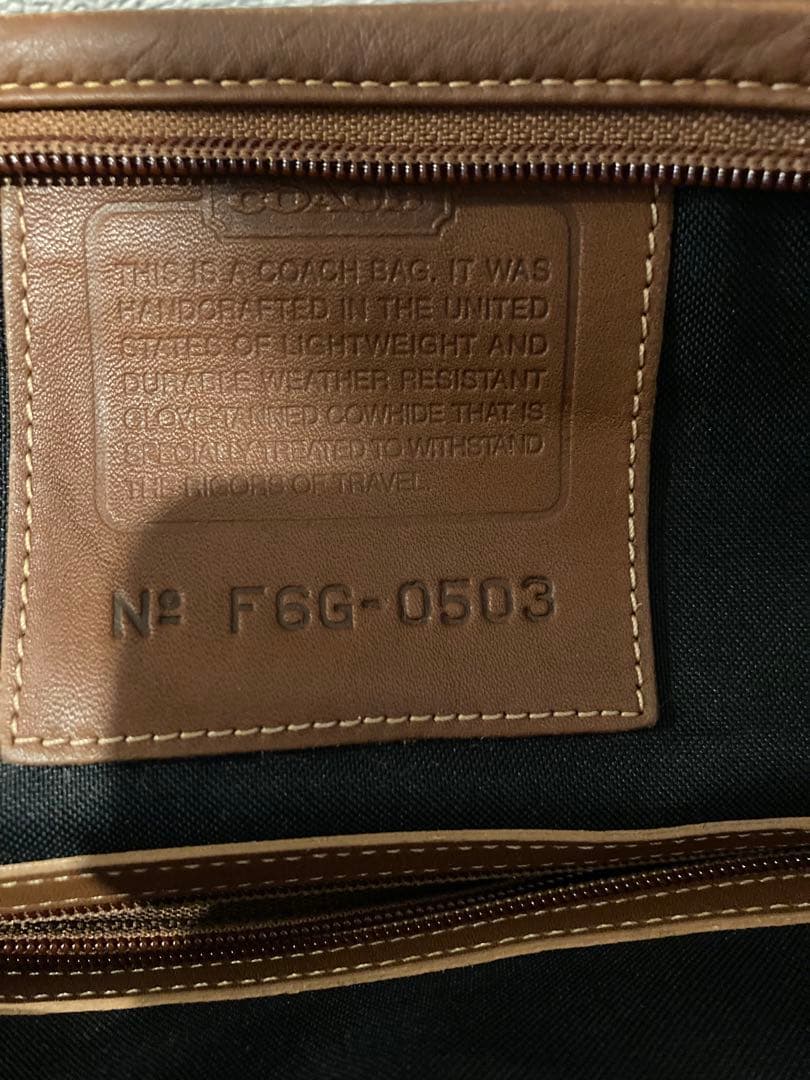 COACH
THIS IS A COACH BAG. IT WAS
HANDCRAFTED IN THE UNITED
STATES OF LIGHTWEIGHT AND
DURABLE WEATHER RESISTANT
GLOVE-TANNED COWHIDE THAT IS
SPECIALLY TREATED TO WITHSTAND
THE RIGORS OF TRAVEL.
Nº F6G-0503